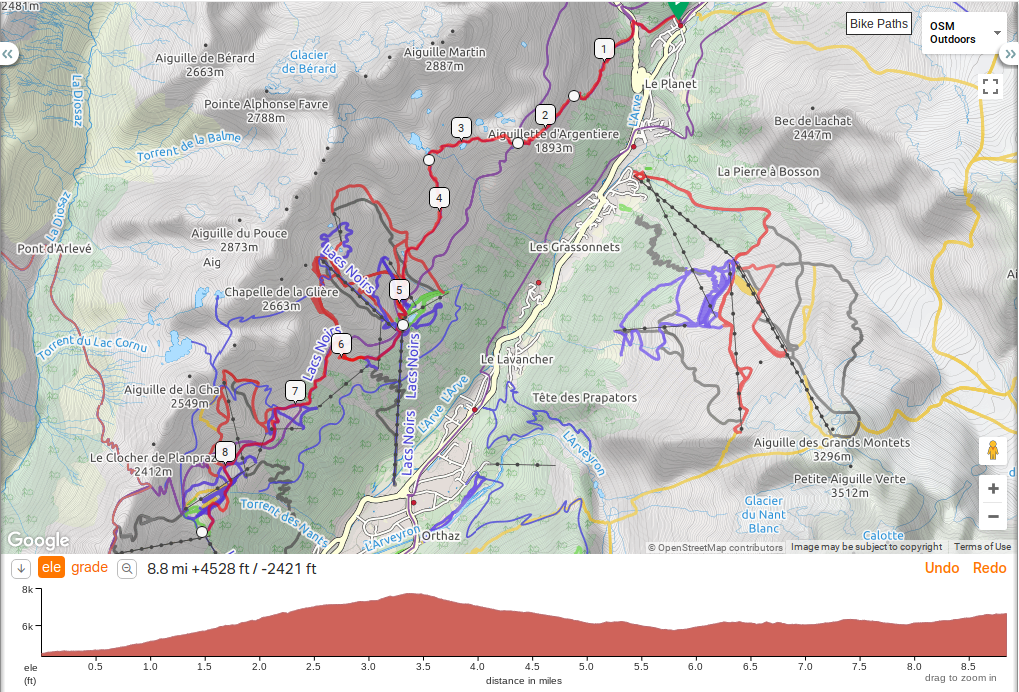 2481m
Bike Paths
OSM
Outdoors
«
»
Aiguille de Bérard
2663m
Glacier
de Bérard
Aiguille Martin
2887m
1
La Diosaz
Le Planet
Pointe Alphonse Favre
2788m
2
3
L'Arve
Aiguillette d'Argentiere
1893m
Bec de Lachat
2447m
Torrent de la Balme
La Pierre à Bosson
4
La Diosaz
Aiguille du Pouce
2873m
Pont d'Arlevé
Aig
Les Grassonnets
Lacs Noirs
Ai
Chapelle de la Glière
2663m
5
Torrent du Lac Cornu
6
Lacs Noirs
Lacs Noirs
Le Lavancher
Aiguille de la Cha
2549m
7
L'Arve
L'Arve
Tête des Prapators
Lacs Noirs
L'Arveyron
8
Le Clocher de Planpraz
2412m
Aiguille des Grands Montets
3296m
Petite Aiguille Verte
3512m
Torrent des Nants
Glacier
du Nant
Blanc
L'Arveyron
Orthaz
Calotte
+
−
Google
© OpenStreetMap contributors
Image may be subject to copyright
Terms of Use
ele
grade
8.8 mi +4528 ft / -2421 ft
Undo
Redo
8k
6k
ele
(ft)
0.5 1.0 1.5 2.0 2.5 3.0 3.5 4.0 4.5 5.0 5.5 6.0 6.5 7.0 7.5 8.0 8.5
distance in miles
drag to zoom in